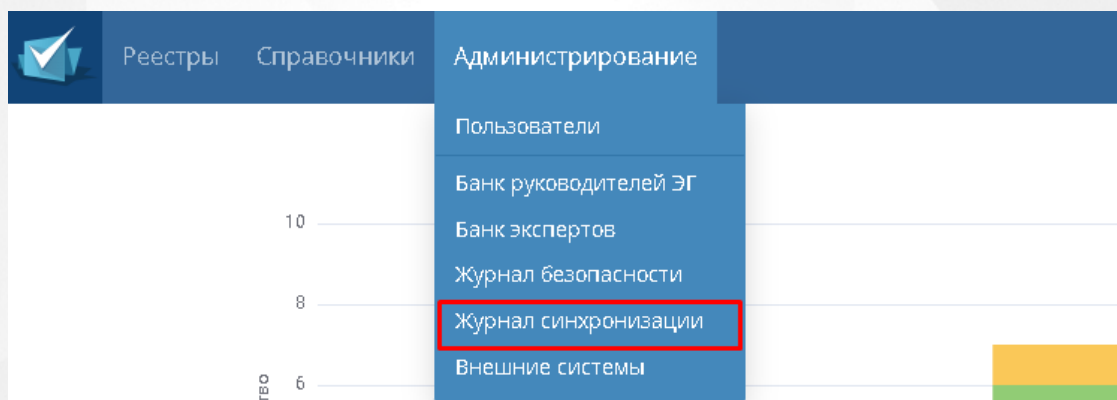 Реестры Справочники Администрирование
Пользователи
Банк руководителей ЭГ
10
Банк экспертов
Журнал безопасности
8
Журнал синхронизации
Внешние системы
6